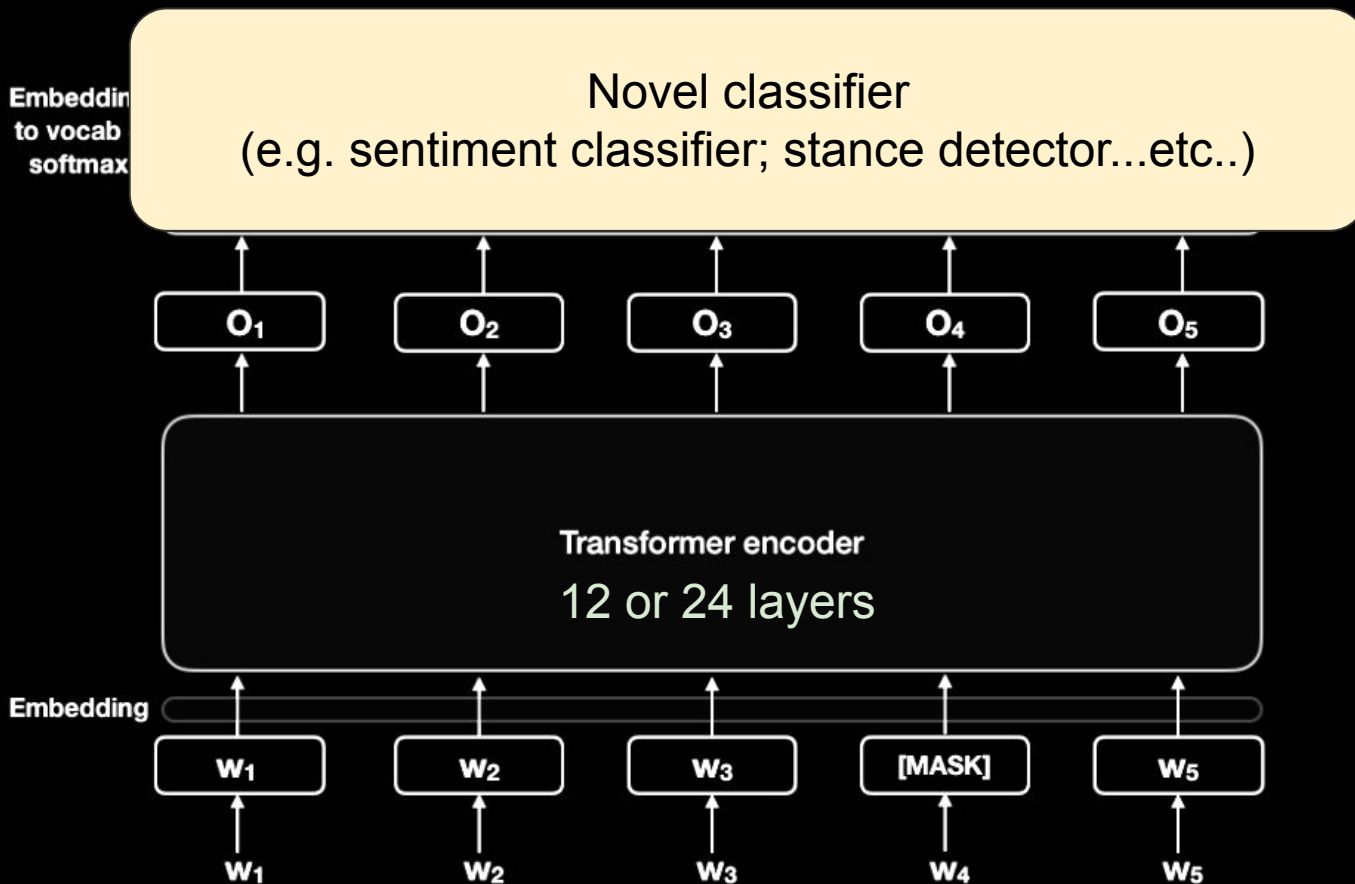 Novel classifier
(e.g. sentiment classifier; stance detector...etc..)
to vocab
softmax
O₁ O₂ O₃ O₄ O₅
Transformer encoder
12 or 24 layers
Embedding
W₁ W₂ W₃ [MASK] W₅
W₁ W₂ W₃ W₄ W₅